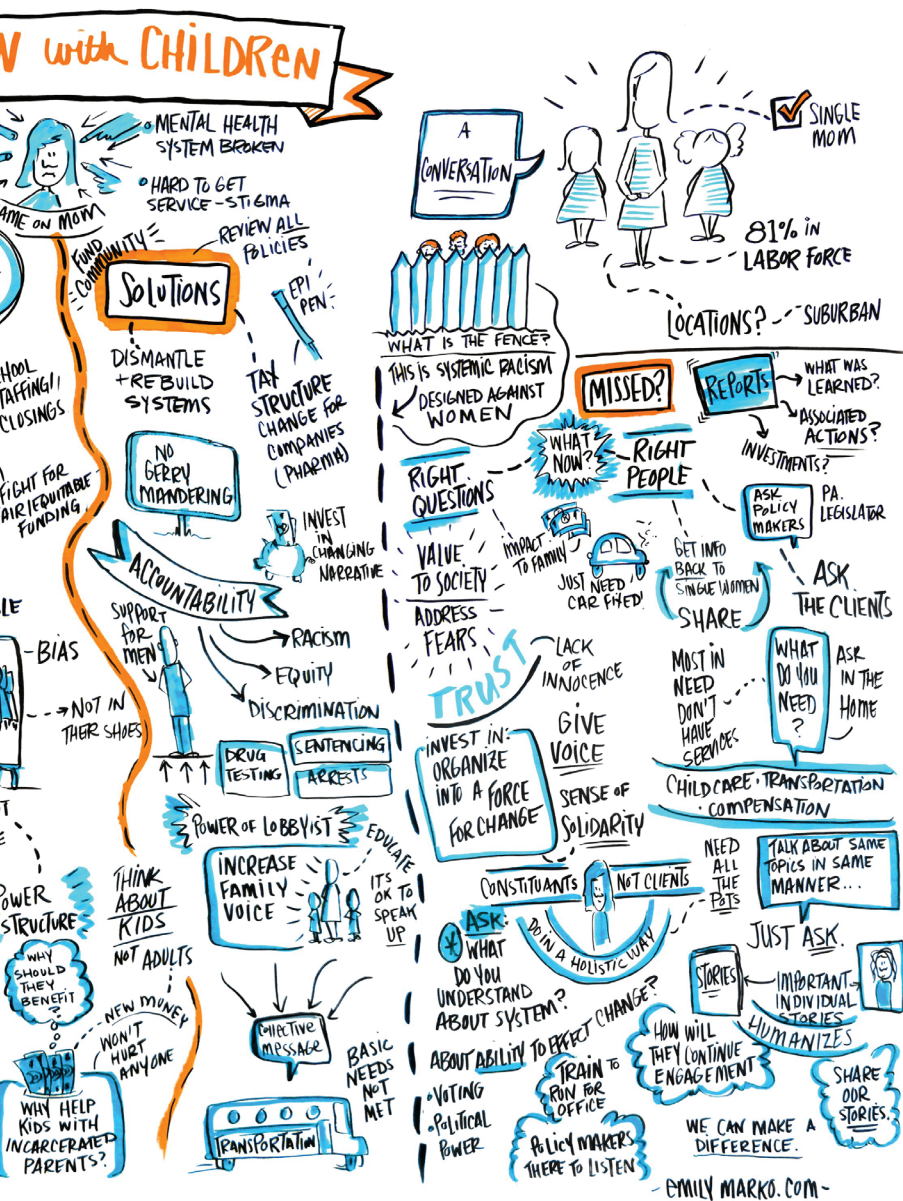 N with CHILDREN
MENTAL HEALTH
SYSTEM BROKEN
HARD TO GET
SERVICE - STIGMA
AME ON MOM
FUND
COMMUNITY
REVIEW ALL
POLICIES
SOLUTIONS
EPI
PEN
DISMANTLE
+ REBUILD
SYSTEMS
TAX
STRUCTURE
CHANGE FOR
COMPANIES
(PHARMA)
HOOL
TAFFING//
CLOSINGS
FIGHT FOR
AIR/EQUITABLE
FUNDING
NO
GERRY
MANDERING
INVEST
IN
CHANGING
NARRATIVE
ACCOUNTABILITY
SUPPORT
FOR
MEN
RACISM
EQUITY
DISCRIMINATION
BIAS
NOT IN
THEIR SHOES
DRUG
TESTING
SENTENCING
ARRESTS
POWER OF LOBBYIST
EDUCATE
INCREASE
FAMILY
VOICE
IT'S
OK TO
SPEAK
UP
POWER
STRUCTURE
THINK
ABOUT
KIDS
NOT ADULTS
WHY
SHOULD
THEY
BENEFIT?
NEW MONEY
WON'T
HURT
ANYONE
WHY HELP
KIDS WITH
INCARCERATED
PARENTS?
COLLECTIVE
MESSAGE
BASIC
NEEDS
NOT
MET
TRANSPORTATION
A
CONVERSATION
SINGLE
MOM
81% IN
LABOR FORCE
LOCATIONS?
SUBURBAN
WHAT IS THE FENCE?
THIS IS SYSTEMIC RACISM
DESIGNED AGAINST
WOMEN
MISSED?
REPORTS
WHAT WAS
LEARNED?
ASSOCIATED
ACTIONS?
INVESTMENTS?
WHAT
NOW?
RIGHT
QUESTIONS
RIGHT
PEOPLE
ASK
POLICY
MAKERS
PA.
LEGISLATOR
VALUE
TO SOCIETY
ADDRESS
FEARS
IMPACT
TO FAMILY
JUST NEED
CAR FIXED!
GET INFO
BACK TO
SINGLE WOMEN
SHARE
ASK
THE CLIENTS
TRUST
LACK
OF
INNOCENCE
MOST IN
NEED
DON'T
HAVE
SERVICES
WHAT
DO YOU
NEED
?
ASK
IN THE
HOME
INVEST IN:
ORGANIZE
INTO A FORCE
FOR CHANGE
GIVE
VOICE
SENSE OF
SOLIDARITY
CHILDCARE · TRANSPORTATION
· COMPENSATION
CONSTITUANTS
NOT CLIENTS
DO IN A HOLISTIC WAY
NEED
ALL
THE
POTS
TALK ABOUT SAME
TOPICS IN SAME
MANNER...
JUST ASK.
* ASK:
WHAT
DO YOU
UNDERSTAND
ABOUT SYSTEM?
ABOUT ABILITY TO EFFECT CHANGE?
• VOTING
• POLITICAL
POWER
TRAIN TO
RUN FOR
OFFICE
POLICY MAKERS
THERE TO LISTEN
STORIES
IMPORTANT
INDIVIDUAL
STORIES
HUMANIZES
HOW WILL
THEY CONTINUE
ENGAGEMENT
SHARE
OUR
STORIES.
WE CAN MAKE A
DIFFERENCE.
- EMILY MARKO.COM -